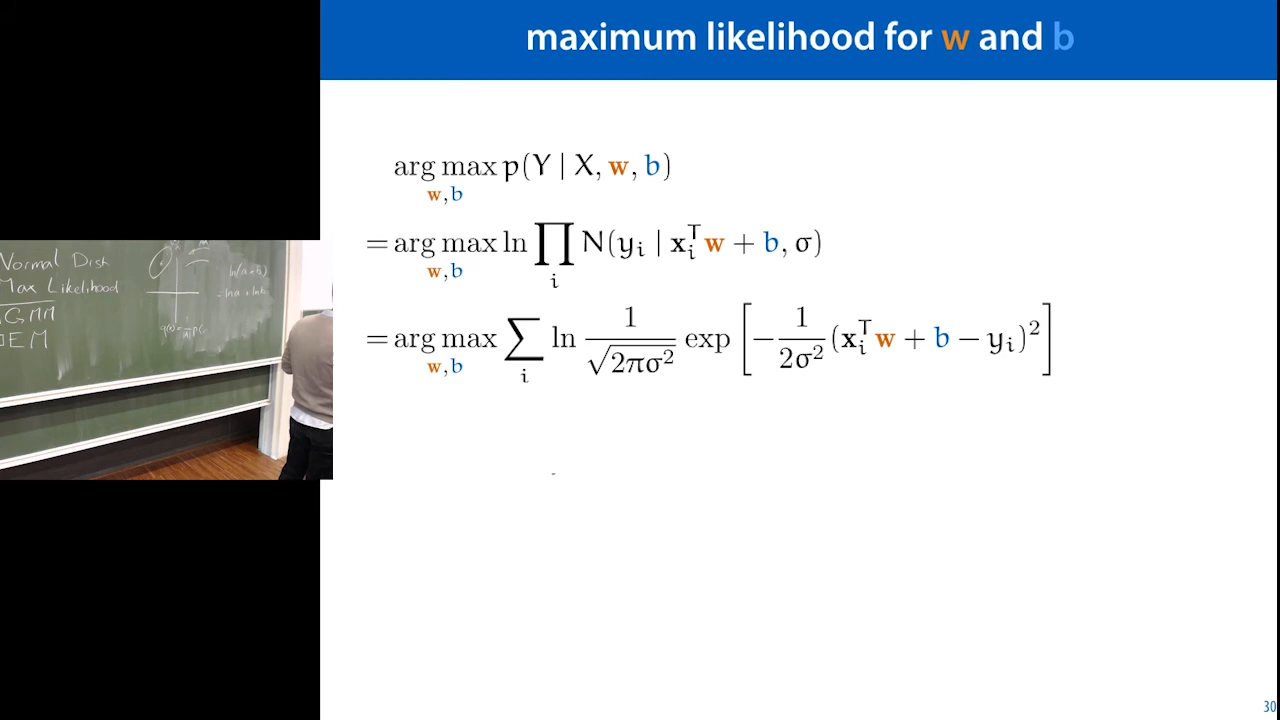 maximum likelihood for w and b
arg max p(Y | X, w, b)
w,b
= arg max ln ∏ N(yᵢ | xᵢᵀw + b, σ)
w,b i
= arg max ∑ ln 1/√(2πσ²) exp [−1/(2σ²) (xᵢᵀw + b − yᵢ)²]
w,b i
Normal Dist
Max Likelihood
GMM
EM
30